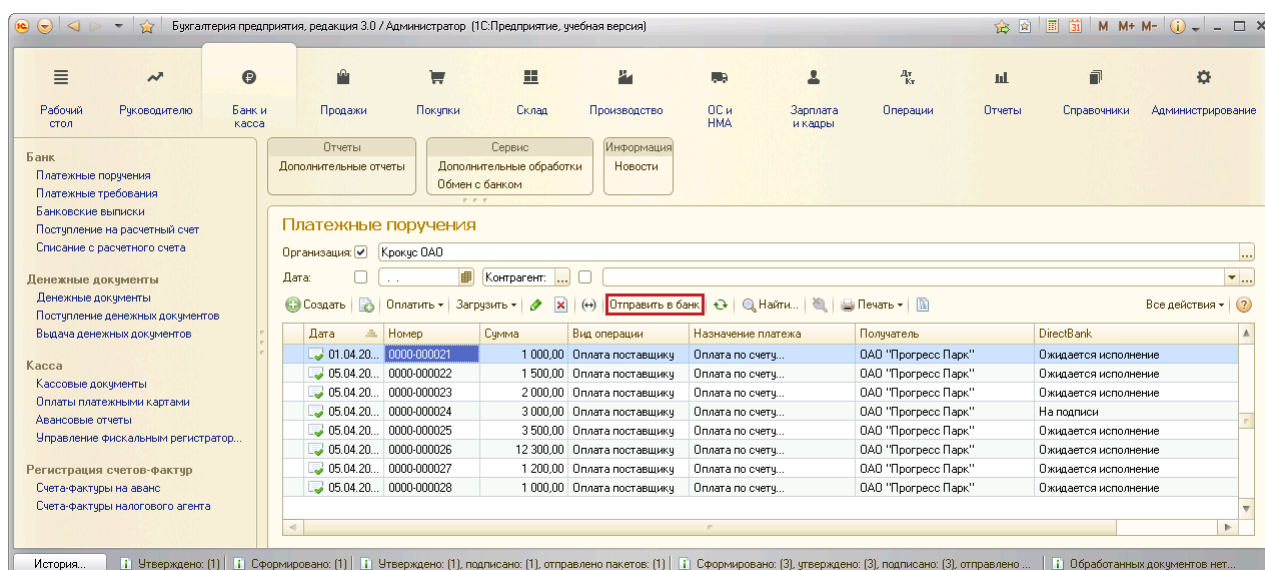 Бухгалтерия предприятия, редакция 3.0 / Администратор (1С:Предприятие, учебная версия)
M M+ M-
Рабочий стол
Руководителю
Банк и касса
Продажи
Покупки
Склад
Производство
ОС и НМА
Зарплата и кадры
Дт Кт
Операции
Отчеты
Справочники
Администрирование
Банк
Платежные поручения
Платежные требования
Банковские выписки
Поступление на расчетный счет
Списание с расчетного счета
Денежные документы
Денежные документы
Поступление денежных документов
Выдача денежных документов
Касса
Кассовые документы
Оплаты платежными картами
Авансовые отчеты
Управление фискальным регистратор...
Регистрация счетов-фактур
Счета-фактуры на аванс
Счета-фактуры налогового агента
Отчеты
Дополнительные отчеты
Сервис
Дополнительные обработки
Обмен с банком
Информация
Новости
Платежные поручения
Организация: Крокус ОАО ...
Дата: . . Контрагент: ... ...
Создать Оплатить Загрузить Отправить в банк Найти... Печать Все действия ?
Дата Номер Сумма Вид операции Назначение платежа Получатель DirectBank
01.04.20... 0000-000021 1 000,00 Оплата поставщику Оплата по счету... ОАО "Прогресс Парк" Ожидается исполнение
05.04.20... 0000-000022 1 500,00 Оплата поставщику Оплата по счету... ОАО "Прогресс Парк" Ожидается исполнение
05.04.20... 0000-000023 2 000,00 Оплата поставщику Оплата по счету... ОАО "Прогресс Парк" Ожидается исполнение
05.04.20... 0000-000024 3 000,00 Оплата поставщику Оплата по счету... ОАО "Прогресс Парк" На подписи
05.04.20... 0000-000025 3 500,00 Оплата поставщику Оплата по счету... ОАО "Прогресс Парк" Ожидается исполнение
05.04.20... 0000-000026 12 300,00 Оплата поставщику Оплата по счету... ОАО "Прогресс Парк" Ожидается исполнение
05.04.20... 0000-000027 1 200,00 Оплата поставщику Оплата по счету... ОАО "Прогресс Парк" Ожидается исполнение
05.04.20... 0000-000028 1 000,00 Оплата поставщику Оплата по счету... ОАО "Прогресс Парк" Ожидается исполнение
История... Утверждено: (1) Сформировано: (1) Утверждено: (1), подписано: (1), отправлено пакетов: (1) Сформировано: (3), утверждено: (3), подписано: (3), отправлено ... Обработанных документов нет...